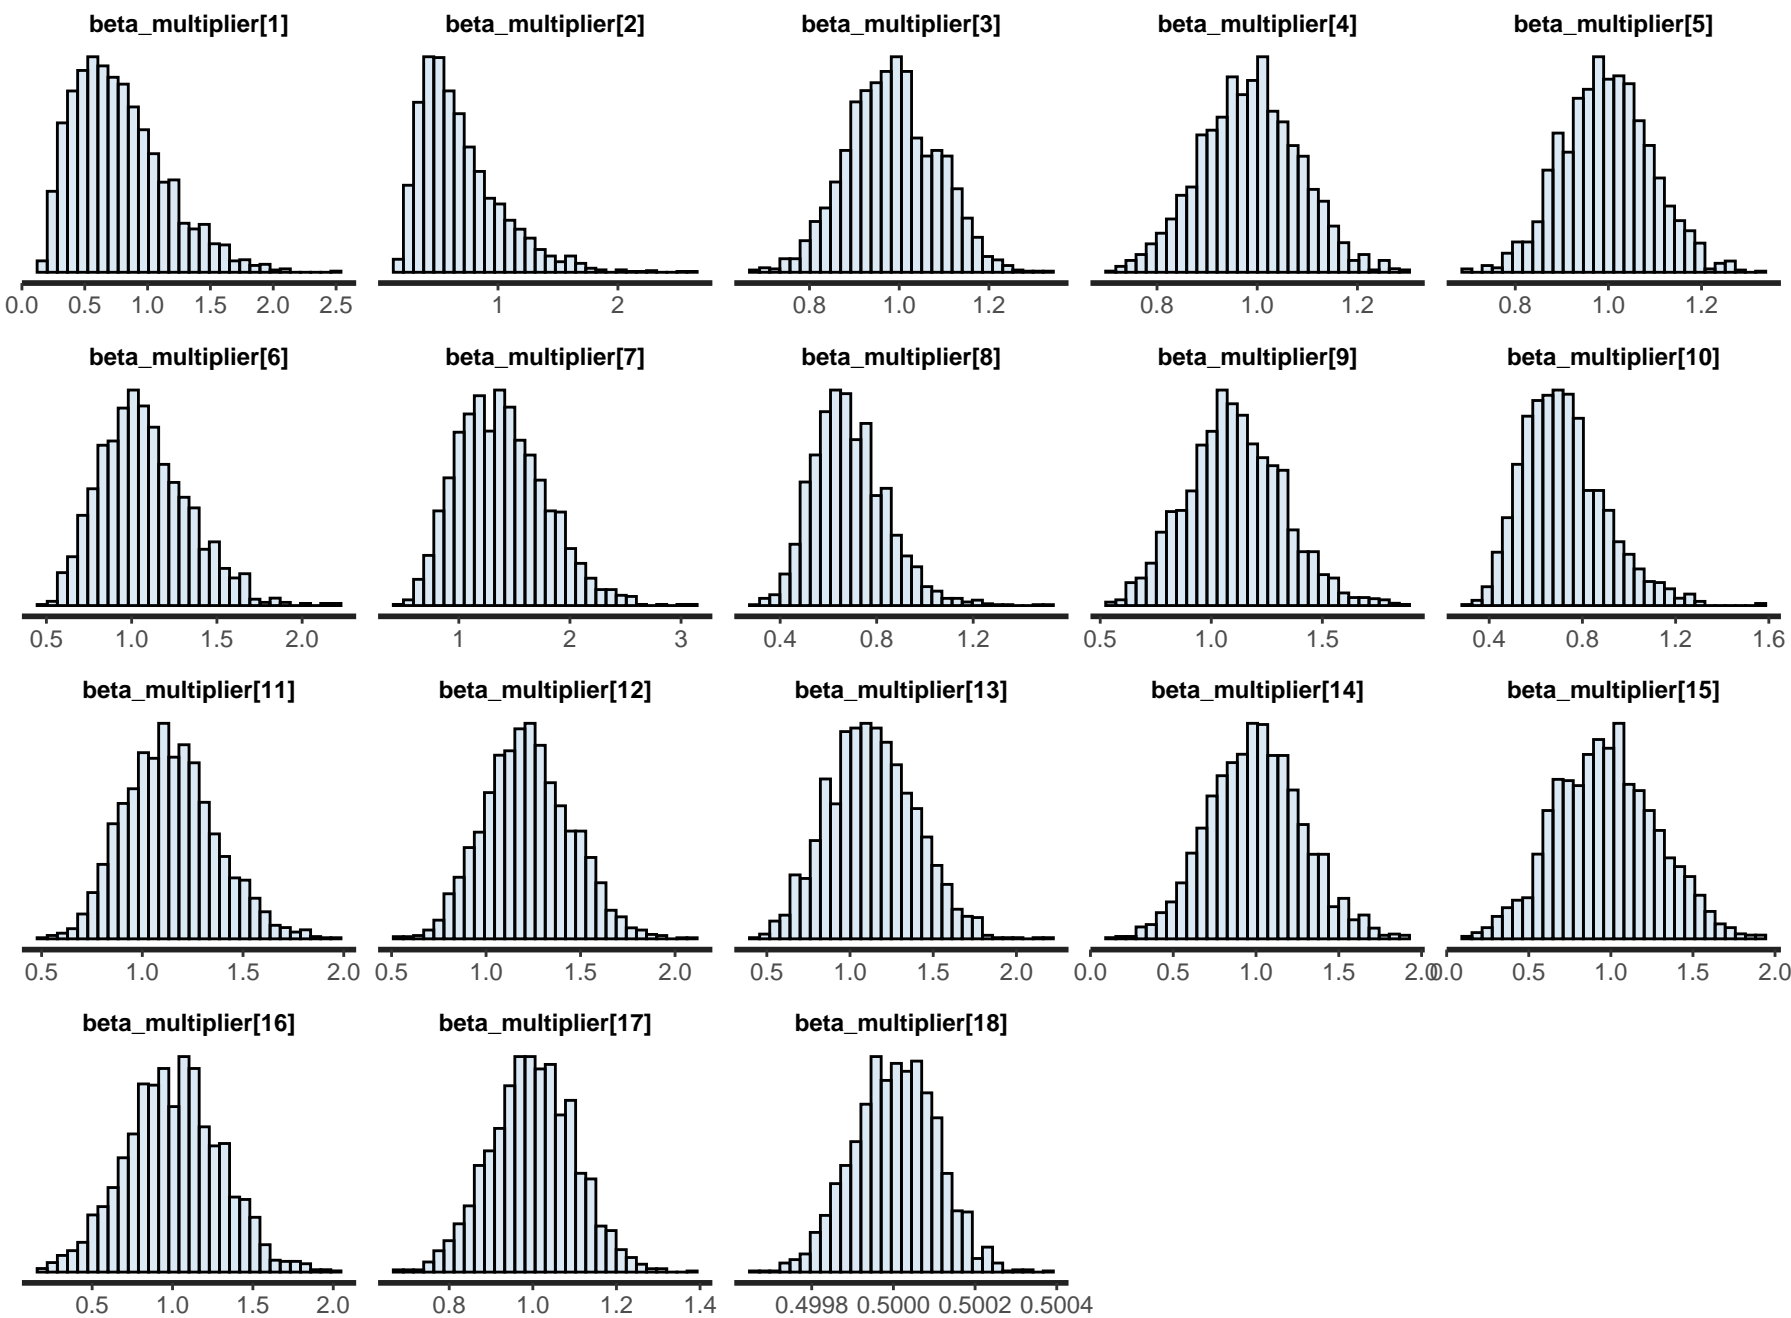 beta_multiplier[1] beta_multiplier[2] beta_multiplier[3] beta_multiplier[4] beta_multiplier[5]
0.0 0.5 1.0 1.5 2.0 2.5 1 2 0.8 1.0 1.2 0.8 1.0 1.2 0.8 1.0 1.2
beta_multiplier[6] beta_multiplier[7] beta_multiplier[8] beta_multiplier[9] beta_multiplier[10]
0.5 1.0 1.5 2.0 1 2 3 0.4 0.8 1.2 0.5 1.0 1.5 0.4 0.8 1.2 1.6
beta_multiplier[11] beta_multiplier[12] beta_multiplier[13] beta_multiplier[14] beta_multiplier[15]
0.5 1.0 1.5 2.0 0.5 1.0 1.5 2.0 0.5 1.0 1.5 2.0 0.0 0.5 1.0 1.5 2.0 0.0 0.5 1.0 1.5 2.0
beta_multiplier[16] beta_multiplier[17] beta_multiplier[18]
0.5 1.0 1.5 2.0 0.8 1.0 1.2 1.4 0.4998 0.5000 0.5002 0.5004